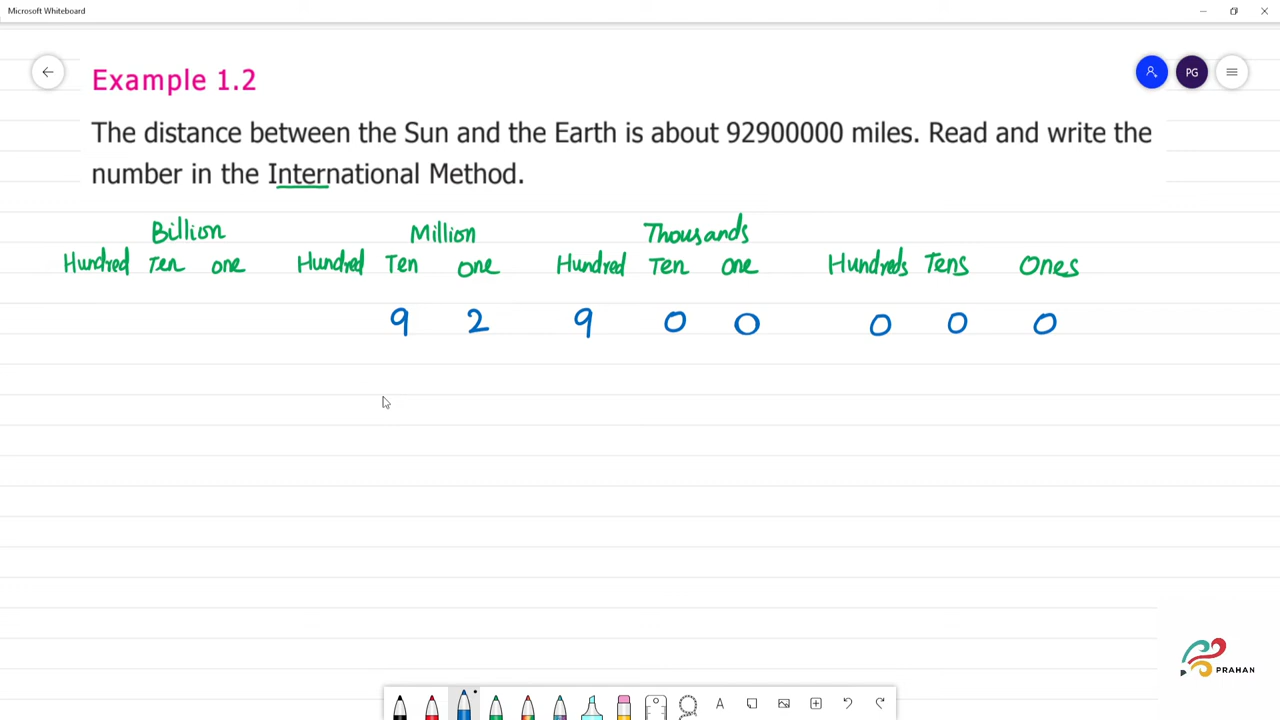 Microsoft Whiteboard
Example 1.2
PG
The distance between the Sun and the Earth is about 92900000 miles. Read and write the
number in the International Method.
Billion Million Thousands
Hundred Ten one Hundred Ten one Hundred Ten one Hundreds Tens Ones
9 2 9 0 0 0 0 0
A
PRAHAN